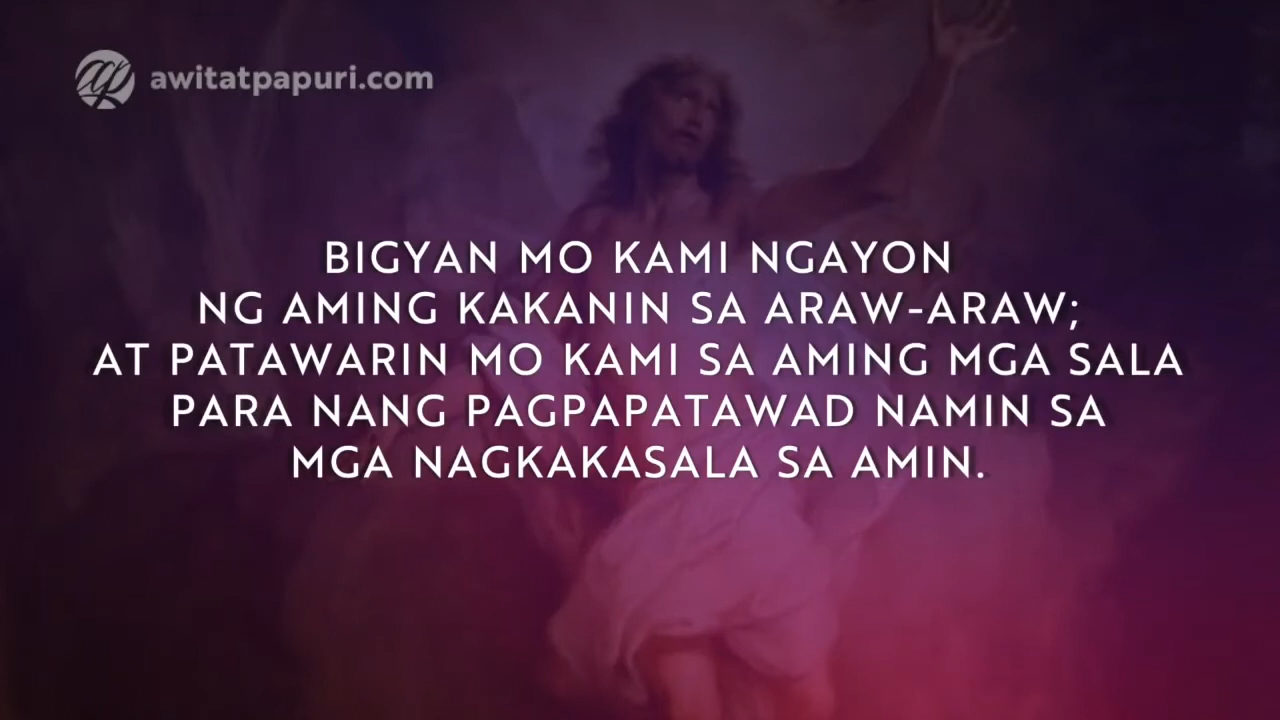 awitatpapuri.com
BIGYAN MO KAMI NGAYON
NG AMING KAKANIN SA ARAW-ARAW;
AT PATAWARIN MO KAMI SA AMING MGA SALA
PARA NANG PAGPAPATAWAD NAMIN SA
MGA NAGKAKASALA SA AMIN.